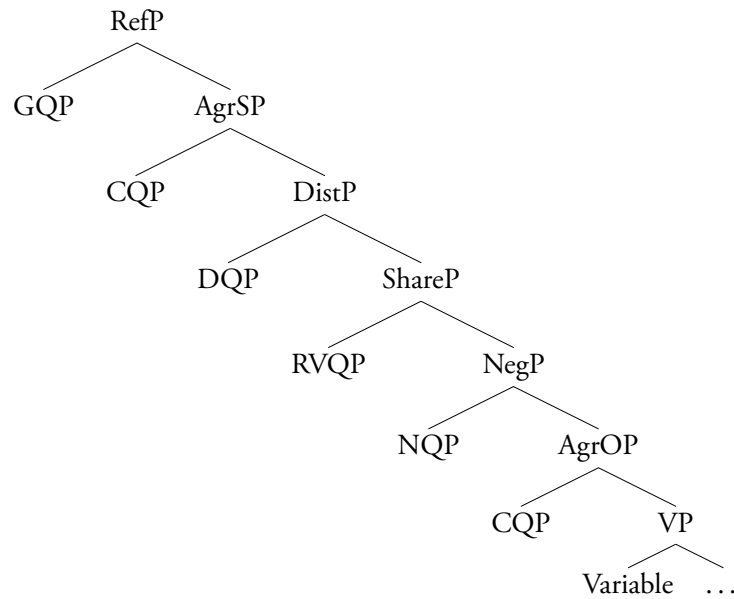 RefP
GQP AgrSP
CQP DistP
DQP ShareP
RVQP NegP
NQP AgrOP
CQP VP
Variable ...